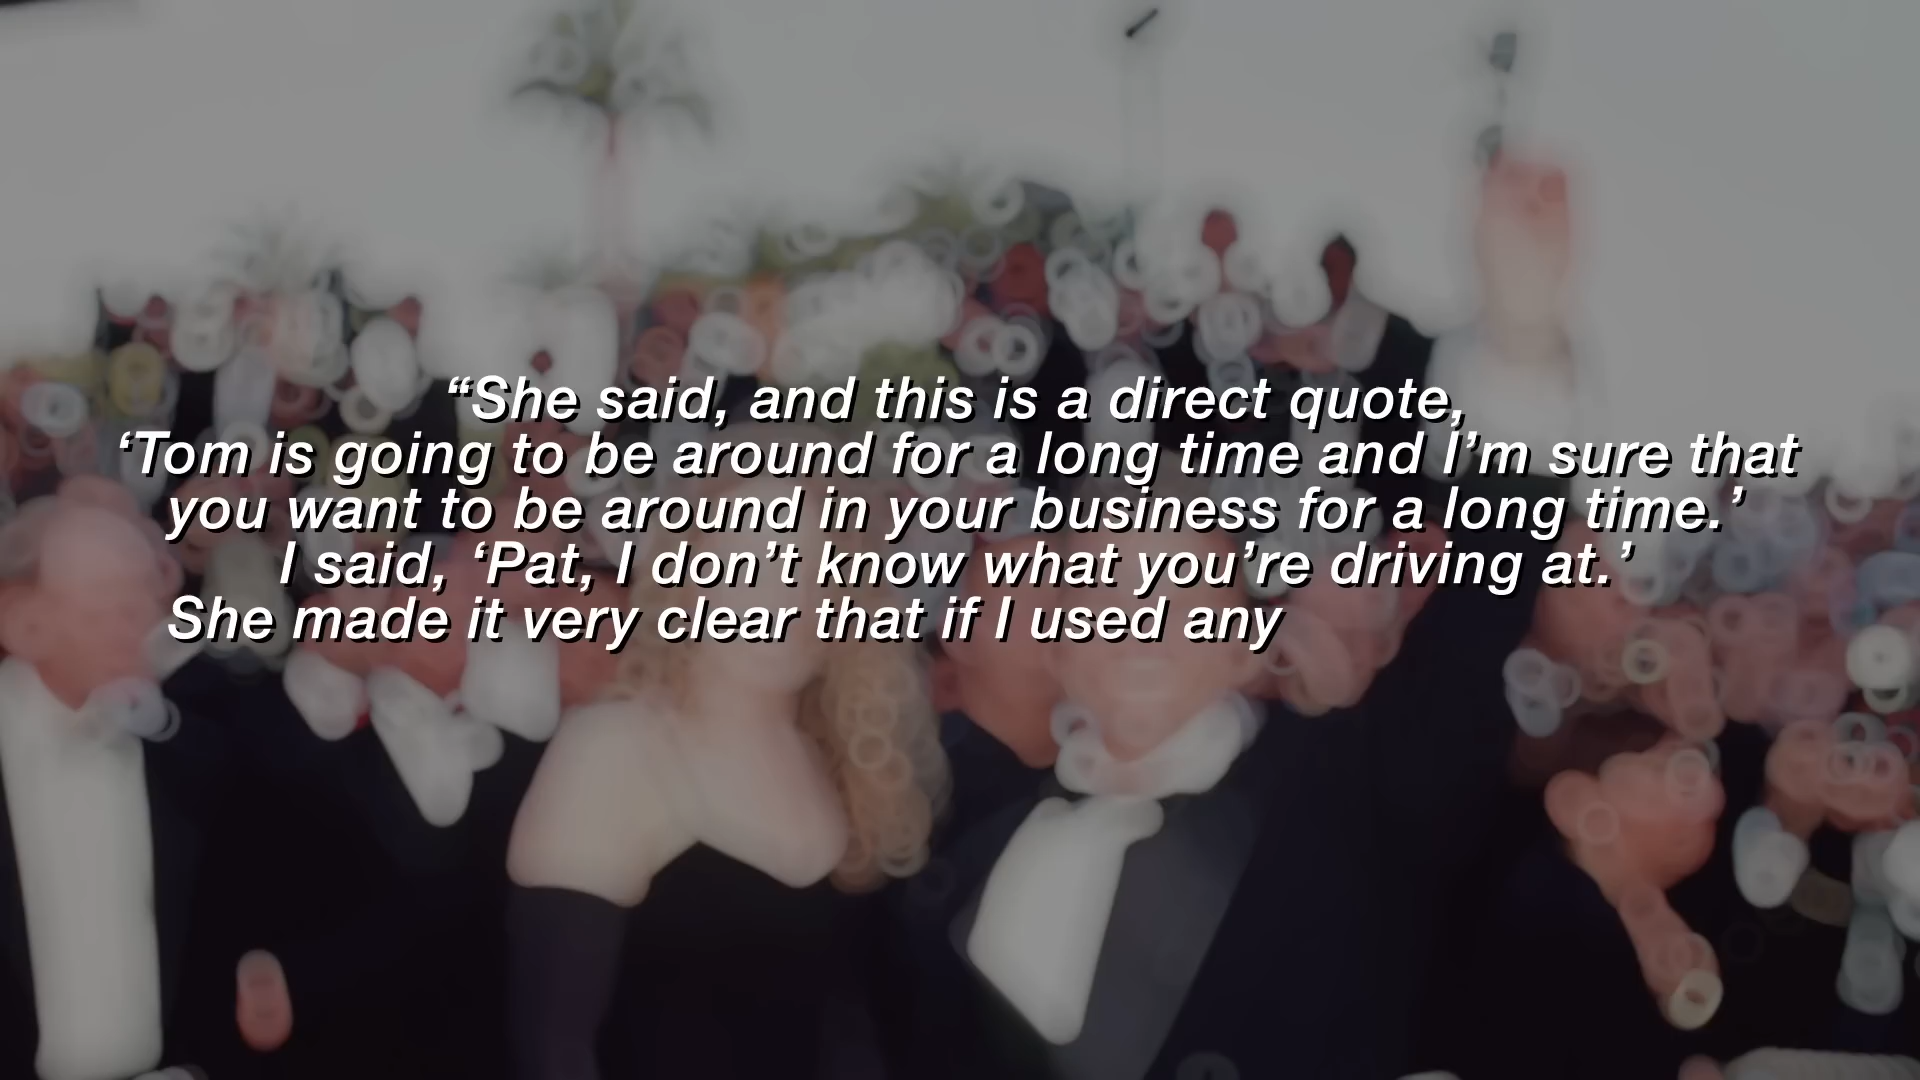 “She said, and this is a direct quote,
‘Tom is going to be around for a long time and I’m sure that
you want to be around in your business for a long time.’
I said, ‘Pat, I don’t know what you’re driving at.’
She made it very clear that if I used any